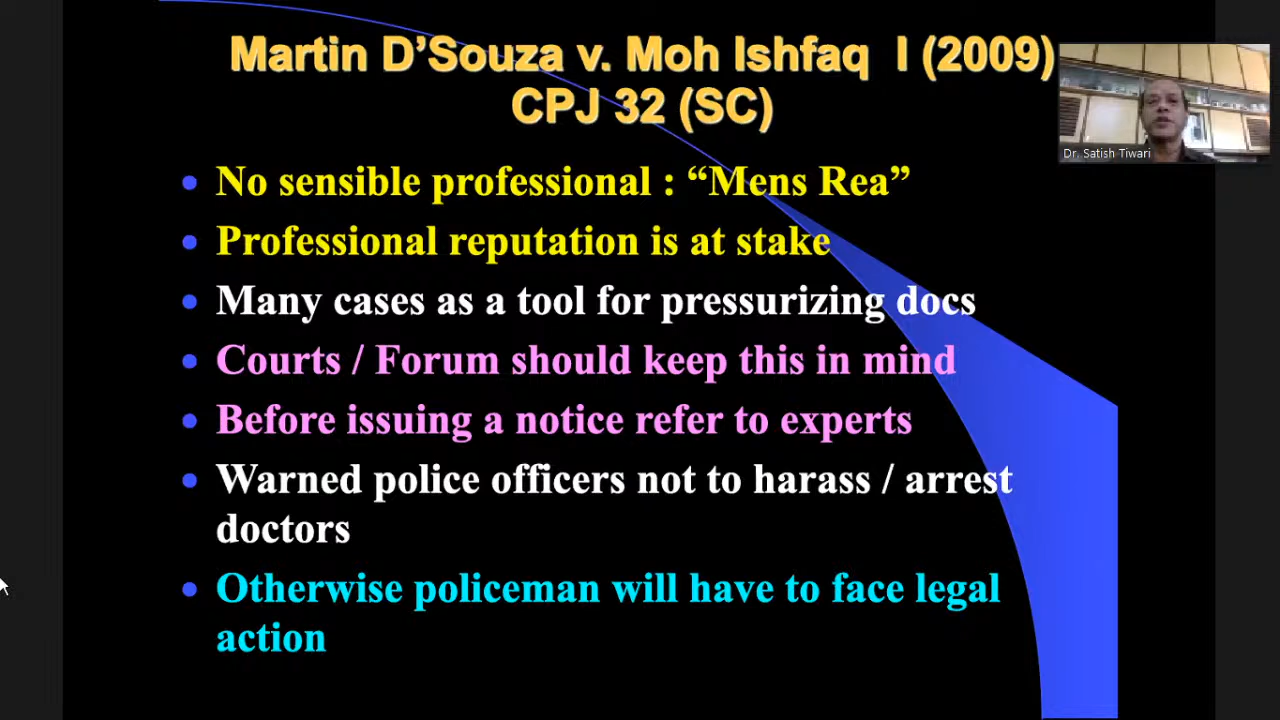 Martin D’Souza v. Moh Ishfaq I (2009)
CPJ 32 (SC)
Dr. Satish Tiwari
No sensible professional : “Mens Rea”
Professional reputation is at stake
Many cases as a tool for pressurizing docs
Courts / Forum should keep this in mind
Before issuing a notice refer to experts
Warned police officers not to harass / arrest
doctors
Otherwise policeman will have to face legal
action